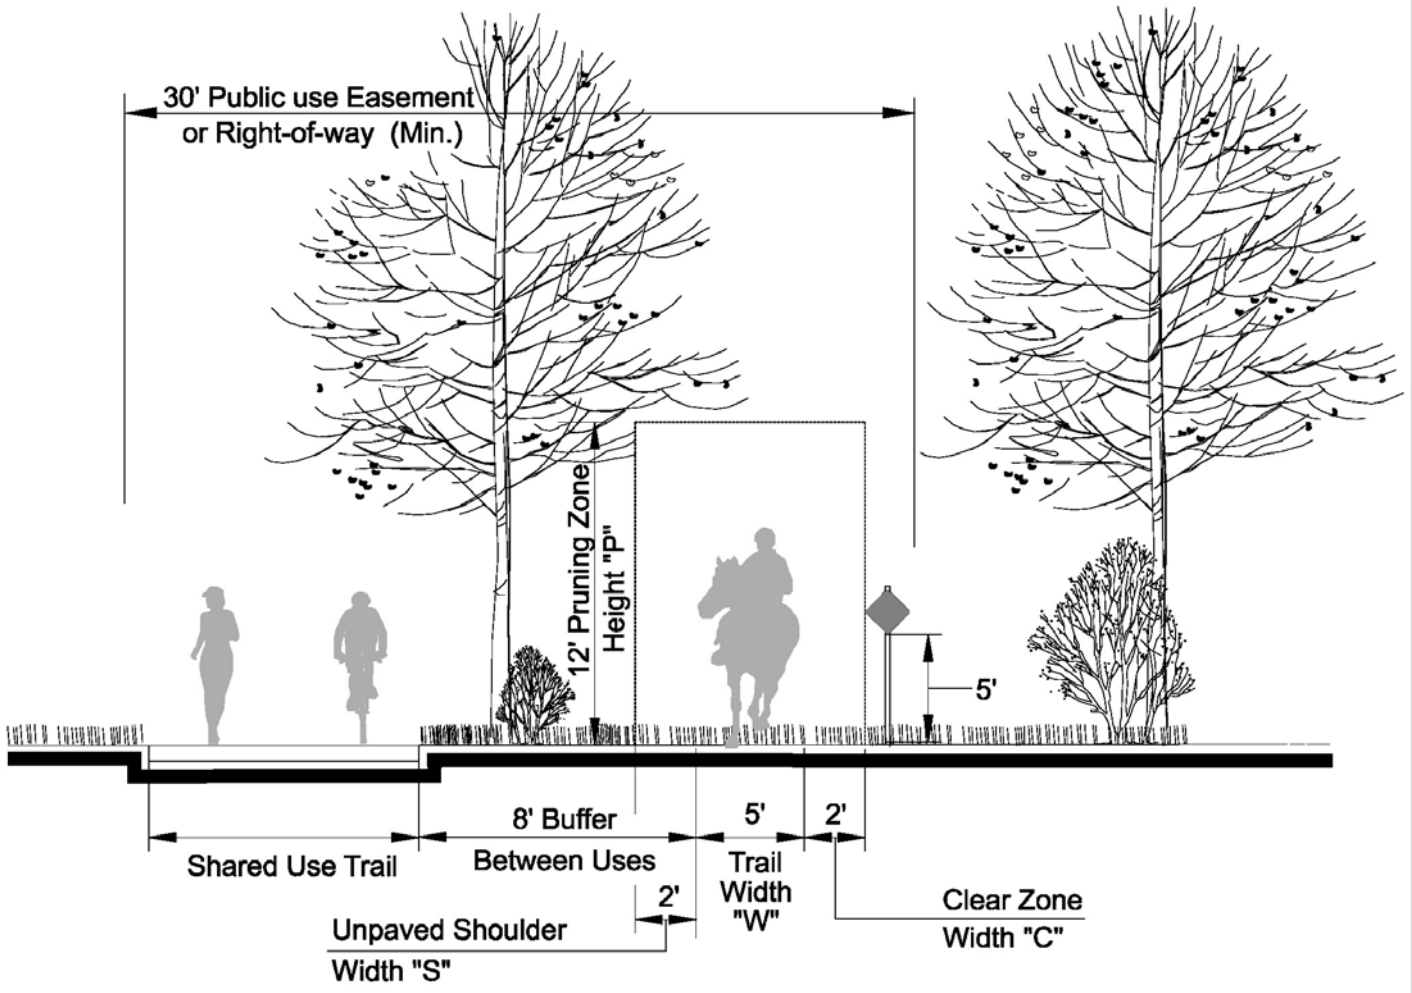 30' Public use Easement
or Right-of-way (Min.)
12' Pruning Zone
Height "P"
5'
8' Buffer
Between Uses
5'
Trail
Width
"W"
2'
Shared Use Trail
2'
Unpaved Shoulder
Width "S"
Clear Zone
Width "C"